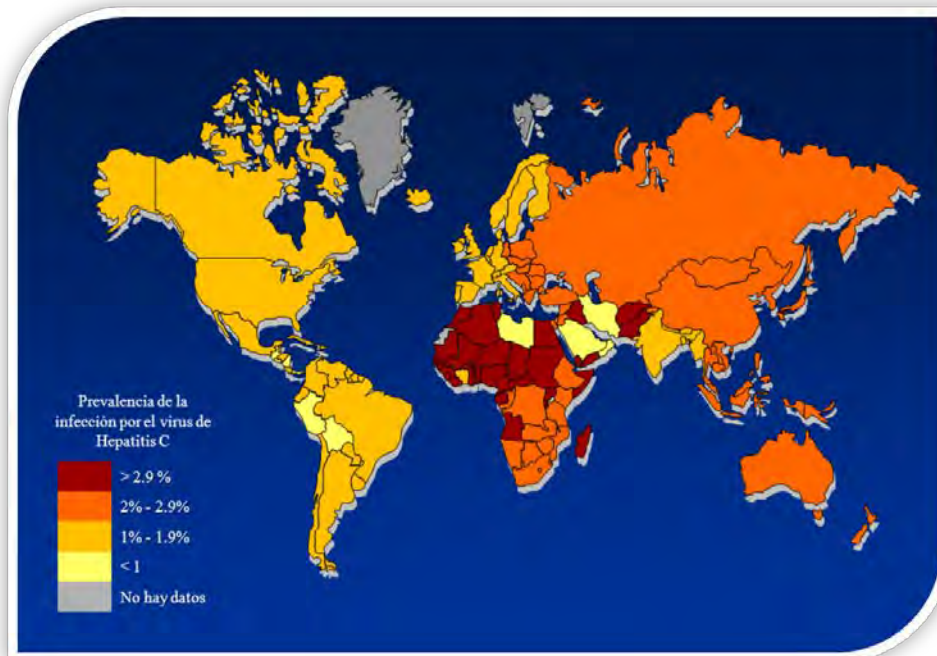 Prevalencia de la
infección por el virus de
Hepatitis C
> 2.9 %
2% - 2.9%
1% - 1.9%
< 1
No hay datos